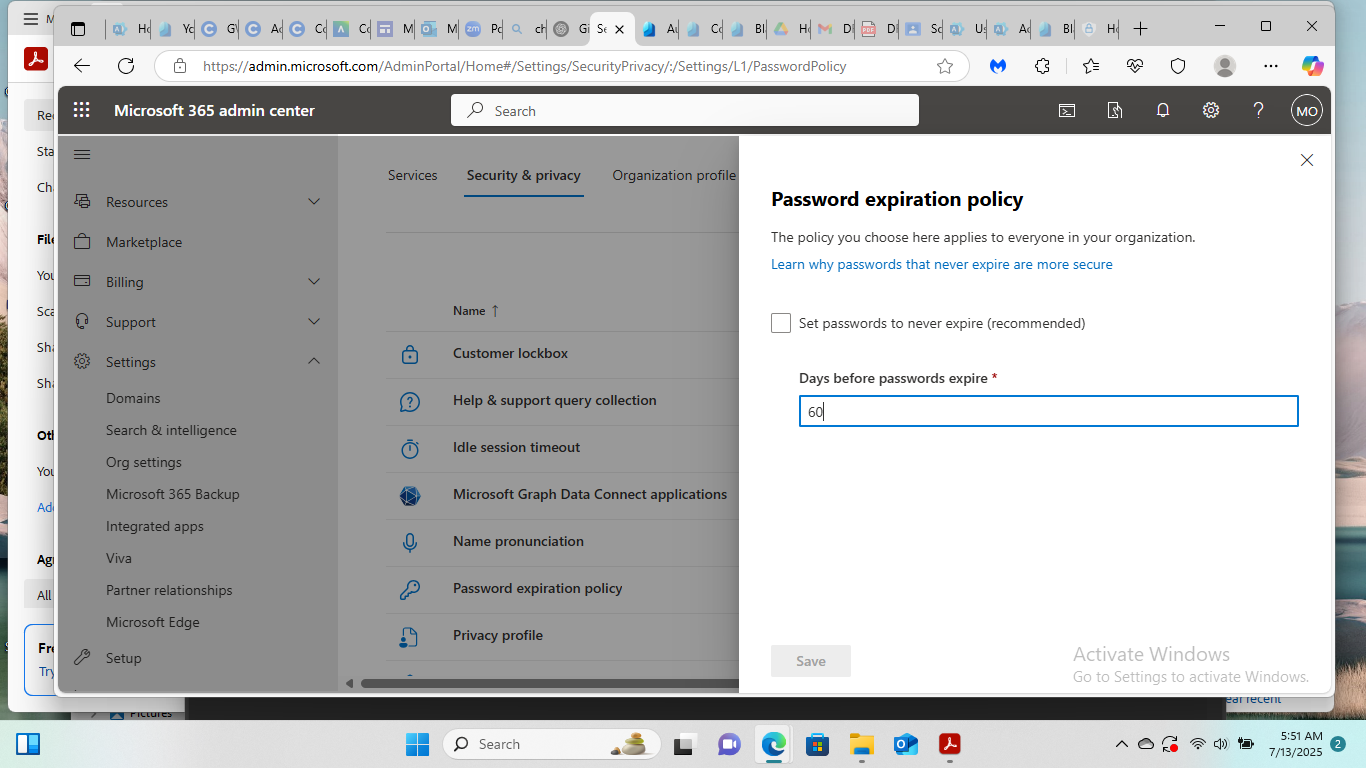 https://admin.microsoft.com/AdminPortal/Home#/Settings/SecurityPrivacy/:/Settings/L1/PasswordPolicy
Microsoft 365 admin center
Search
MO
Resources
Marketplace
Billing
Support
Settings
Domains
Search & intelligence
Org settings
Microsoft 365 Backup
Integrated apps
Viva
Partner relationships
Microsoft Edge
Setup
Services
Security & privacy
Organization profile
Name ↑
Customer lockbox
Help & support query collection
Idle session timeout
Microsoft Graph Data Connect applications
Name pronunciation
Password expiration policy
Privacy profile
Password expiration policy
The policy you choose here applies to everyone in your organization.
Learn why passwords that never expire are more secure
Set passwords to never expire (recommended)
Days before passwords expire *
60
Save
Activate Windows
Go to Settings to activate Windows.
Pictures
recent
Search
5:51 AM
7/13/2025
2